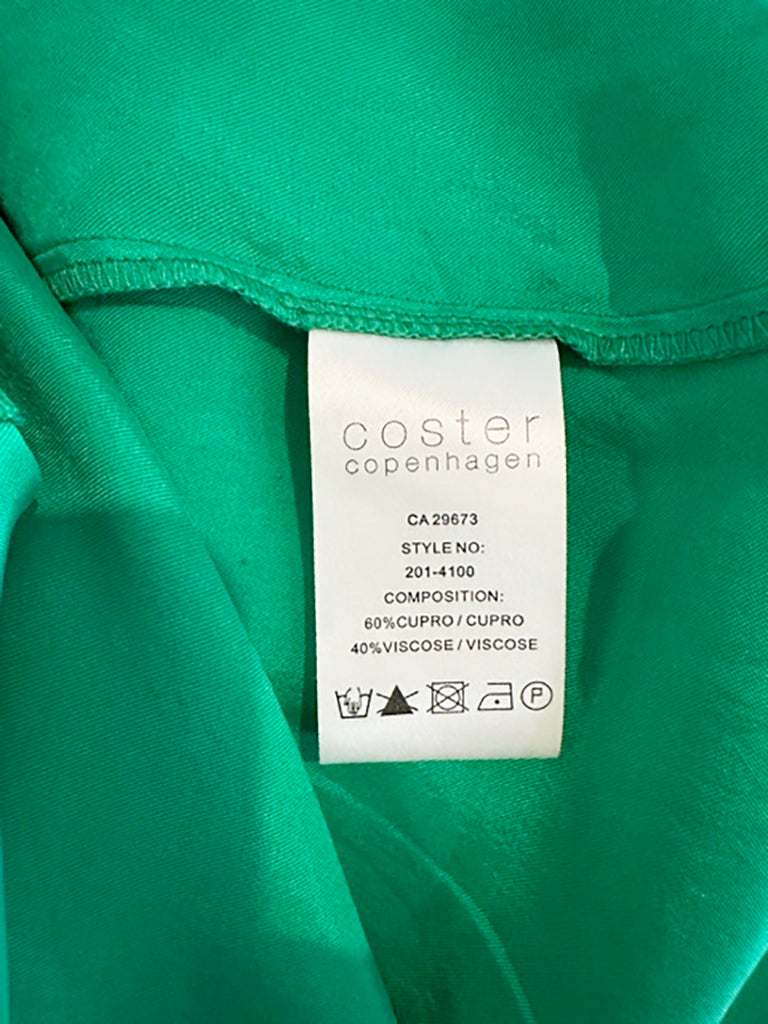 coster
copenhagen
CA 29673
STYLE NO:
201-4100
COMPOSITION:
60%CUPRO / CUPRO
40%VISCOSE / VISCOSE
P